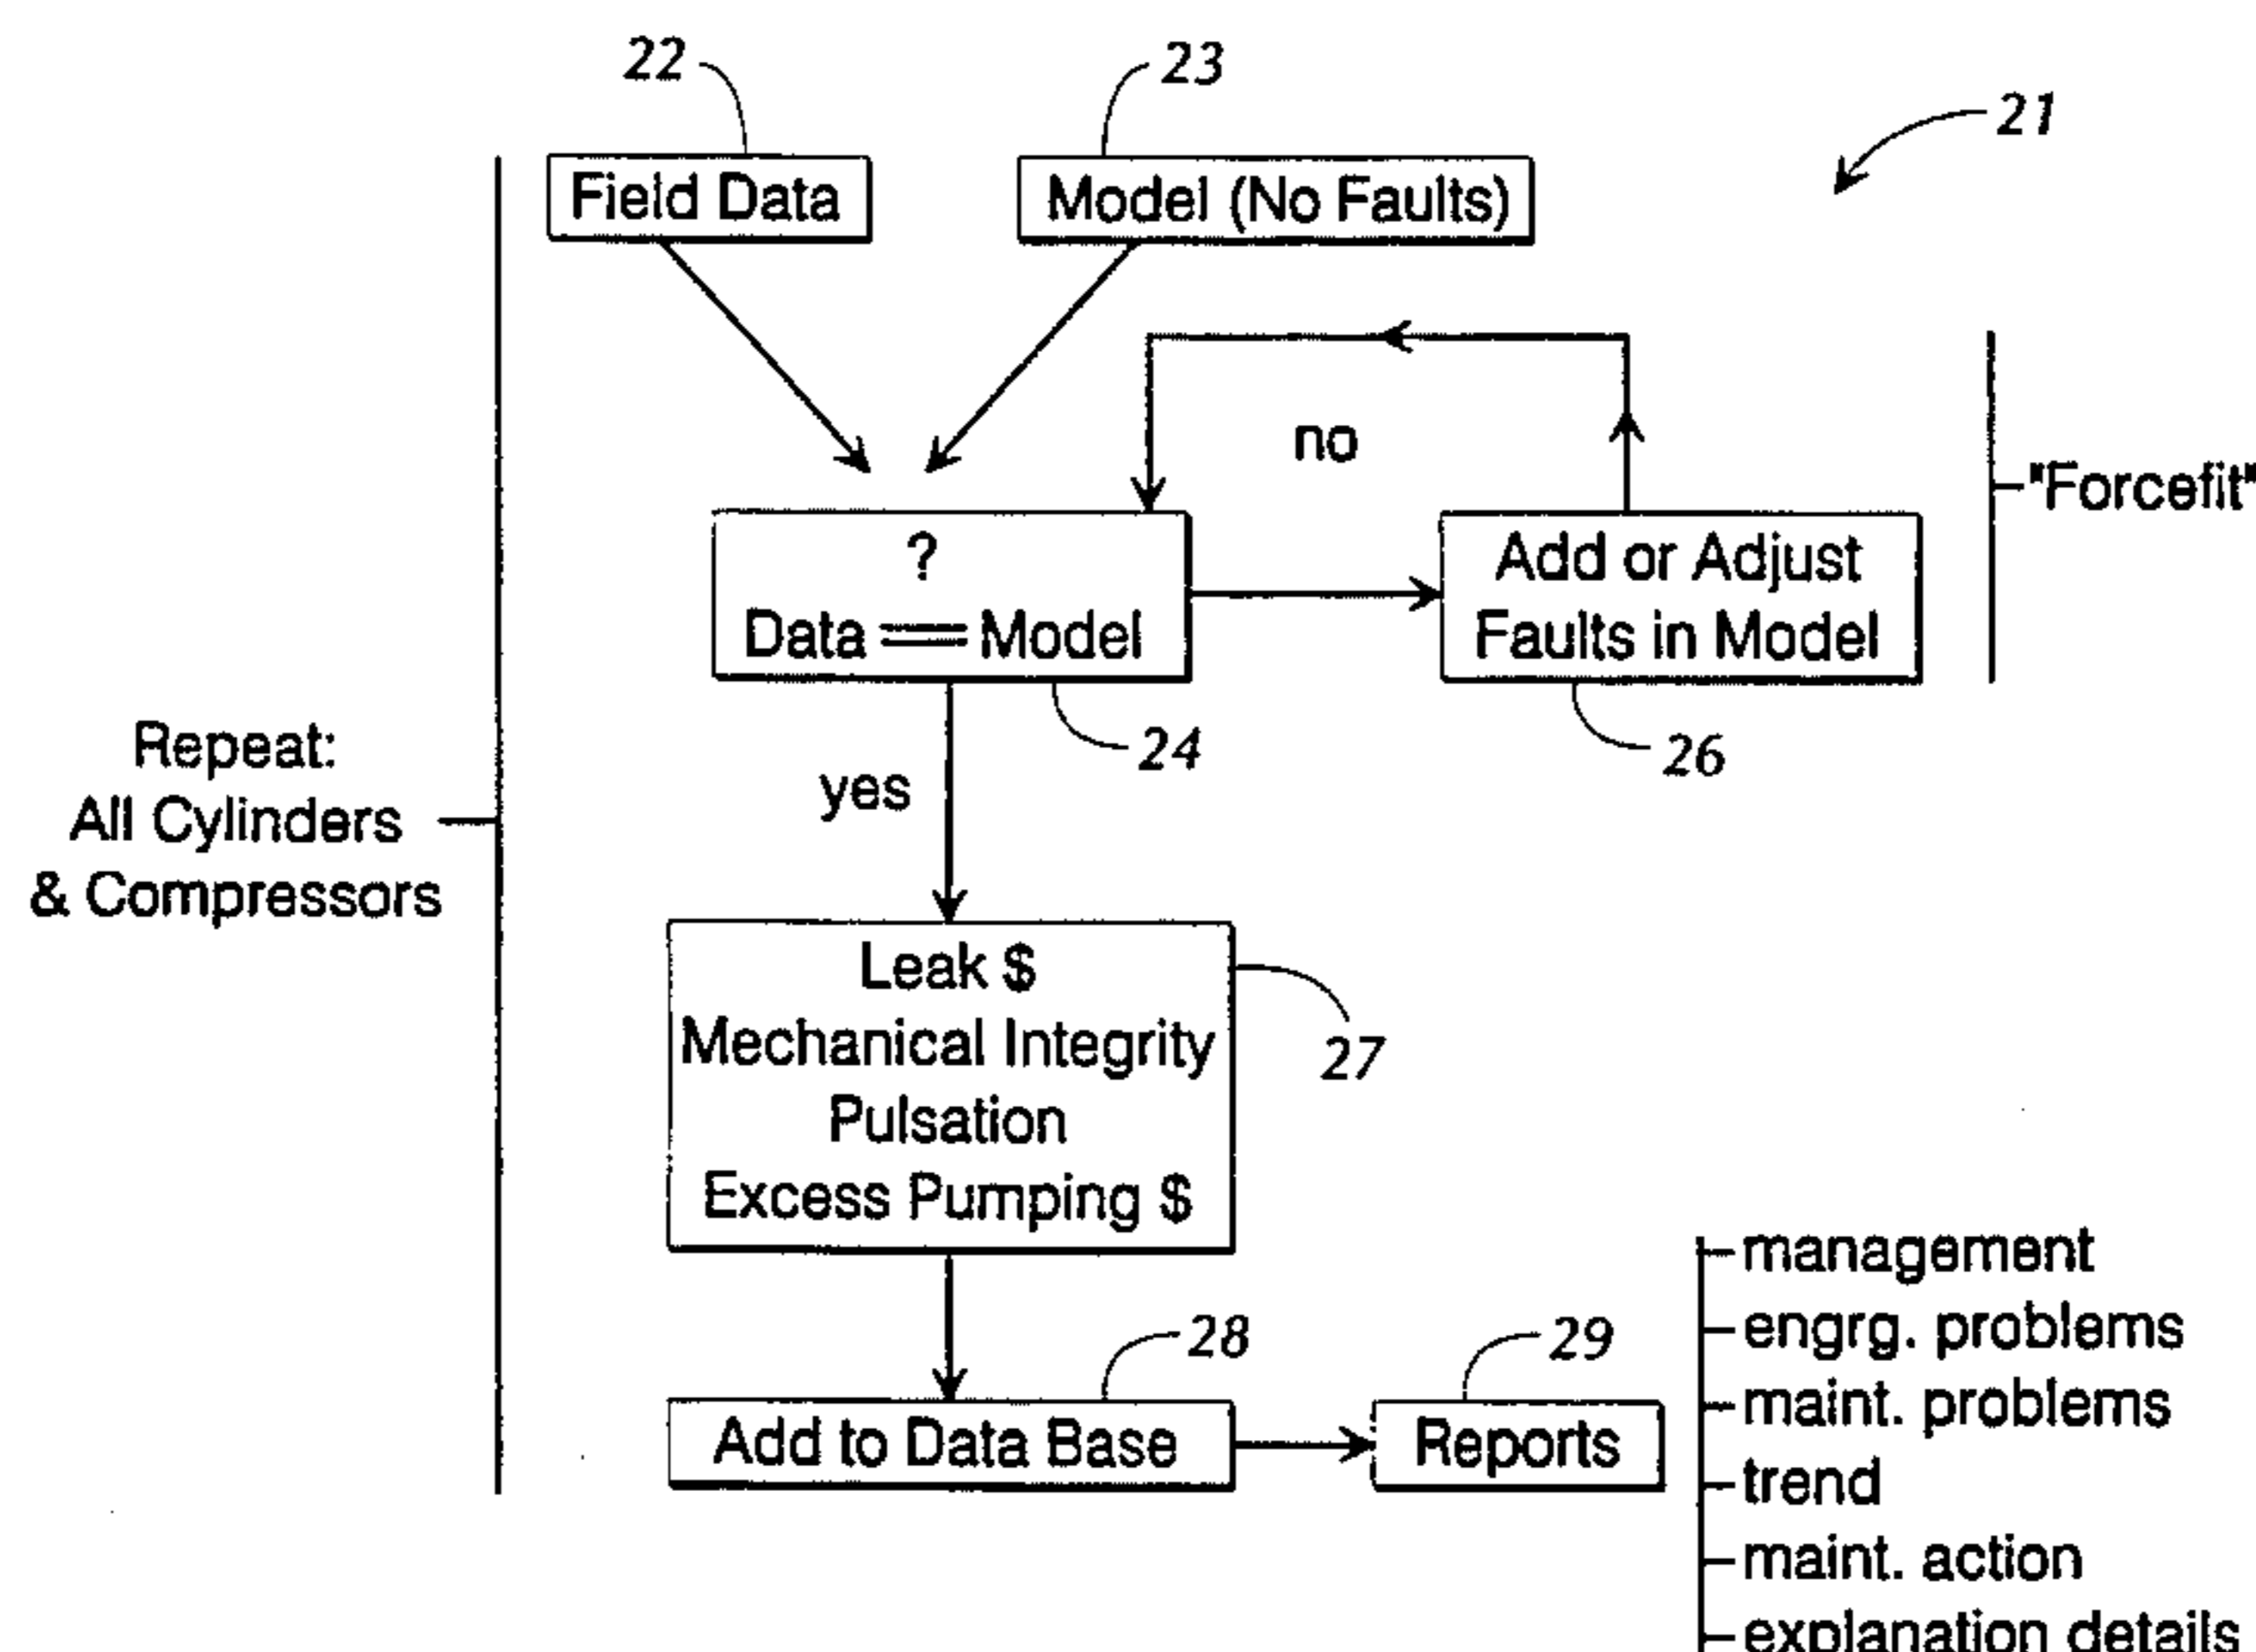 22
23
21
Field Data
Model (No Faults)
no
"Forcefit"
?
Data == Model
Add or Adjust
Faults in Model
24
26
Repeat:
All Cylinders
& Compressors
yes
Leak $
Mechanical Integrity
Pulsation
Excess Pumping $
27
28
29
Add to Data Base
Reports
management
engrg. problems
maint. problems
trend
maint. action
explanation details